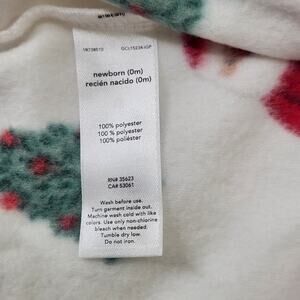 newborn (0m)
recién nacido (0m)
100% polyester
100 % polyester
100% poliéster
RN# 35623
CA# 53061
Wash before use.
Turn garment inside out.
Machine wash cold with like
colors. Use only non-chlorine
bleach when needed.
Tumble dry low.
Do not iron.